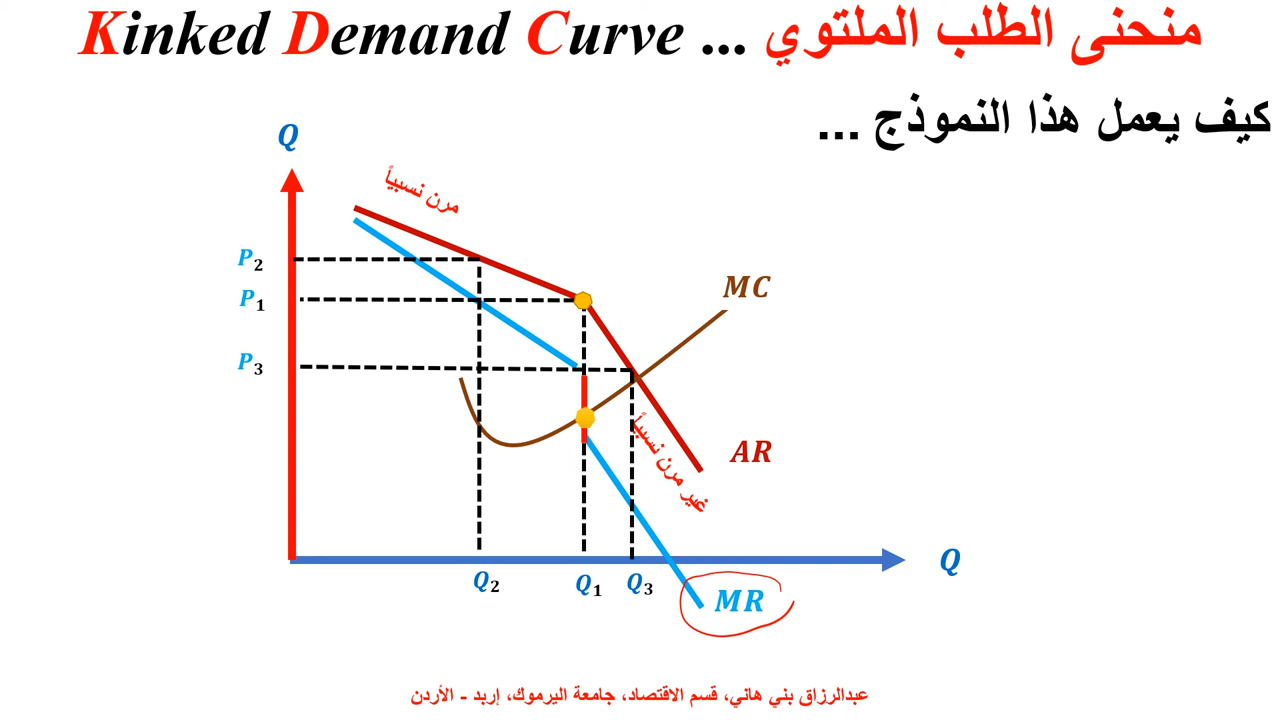 Kinked Demand Curve ... منحنى الطلب الملتوي
كيف يعمل هذا النموذج ...
Q
مرن نسبياً
P₂
P₁
MC
P₃
غير مرن نسبياً
AR
Q
Q₂
Q₁
Q₃
MR
عبدالرزاق بني هاني، قسم الاقتصاد، جامعة اليرموك، إربد - الأردن